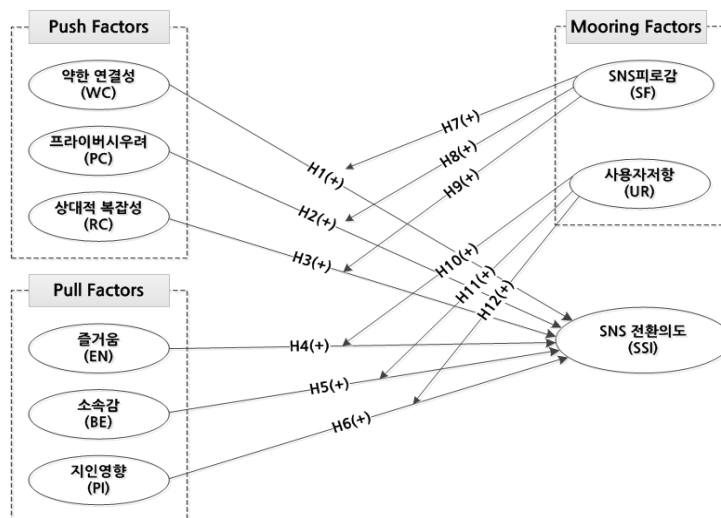 Push Factors
약한 연결성
(WC)
프라이버시우려
(PC)
상대적 복잡성
(RC)
Pull Factors
즐거움
(EN)
소속감
(BE)
지인영향
(PI)
Mooring Factors
SNS피로감
(SF)
사용자저항
(UR)
SNS 전환의도
(SSI)
H1(+)
H2(+)
H3(+)
H4(+)
H5(+)
H6(+)
H7(+)
H8(+)
H9(+)
H10(+)
H11(+)
H12(+)